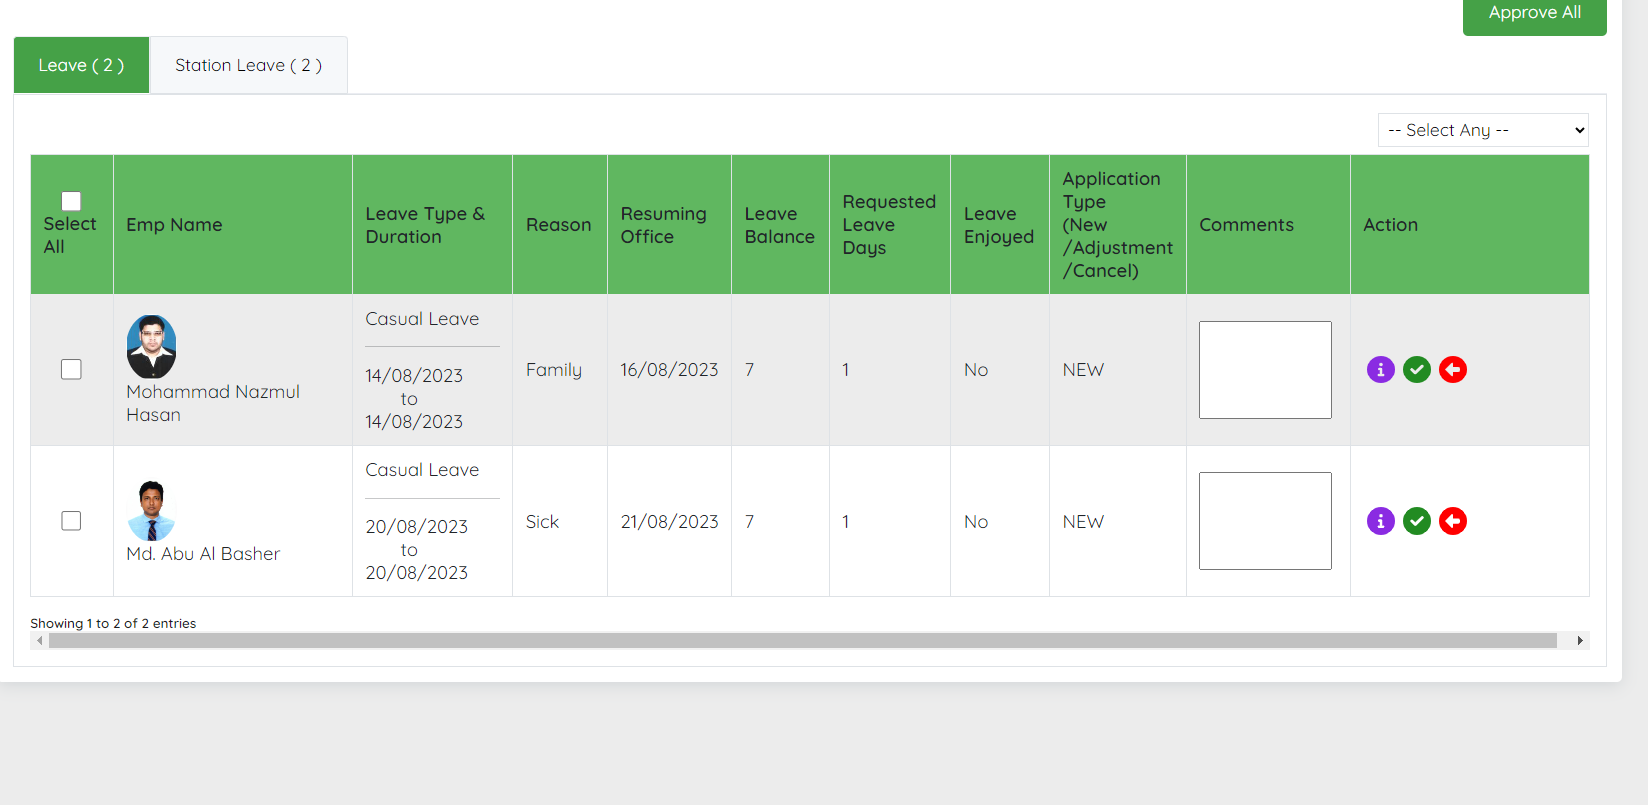 Approve All
Leave ( 2 )
Station Leave ( 2 )
-- Select Any --
Select
All
Emp Name
Leave Type &
Duration
Reason
Resuming
Office
Leave
Balance
Requested
Leave
Days
Leave
Enjoyed
Application
Type
(New
/Adjustment
/Cancel)
Comments
Action
Mohammad Nazmul
Hasan
Casual Leave
14/08/2023
to
14/08/2023
Family
16/08/2023
7
1
No
NEW
Md. Abu Al Basher
Casual Leave
20/08/2023
to
20/08/2023
Sick
21/08/2023
7
1
No
NEW
Showing 1 to 2 of 2 entries